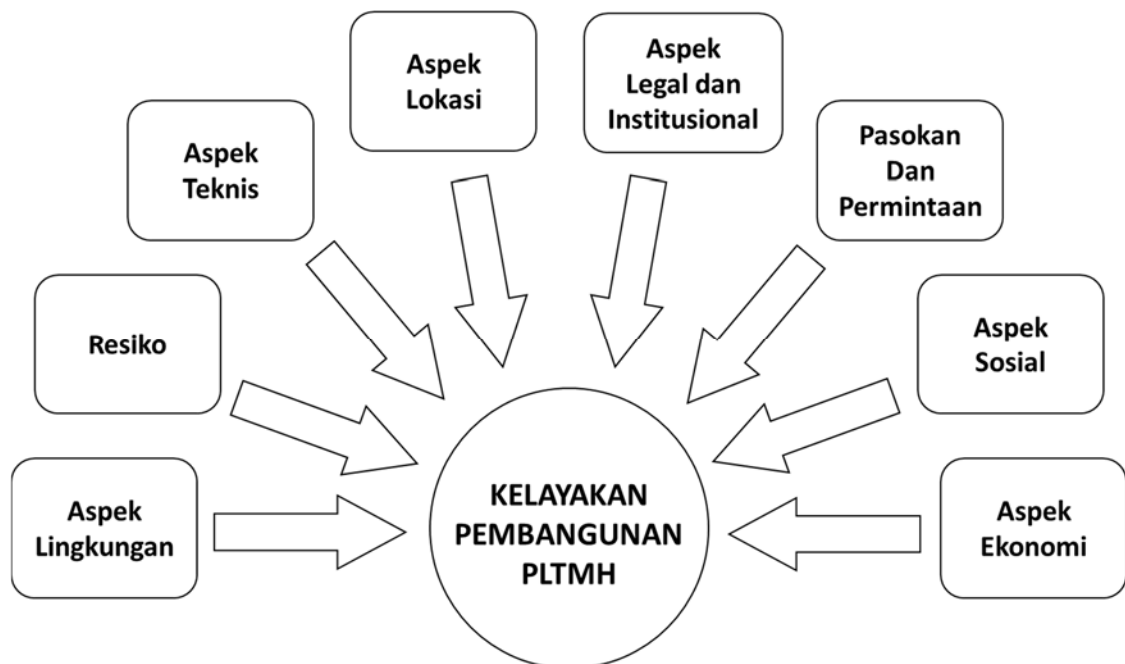 Aspek
Lokasi
Aspek
Legal dan
Institusional
Aspek
Teknis
Pasokan
Dan
Permintaan
Resiko
Aspek
Sosial
Aspek
Lingkungan
KELAYAKAN
PEMBANGUNAN
PLTMH
Aspek
Ekonomi